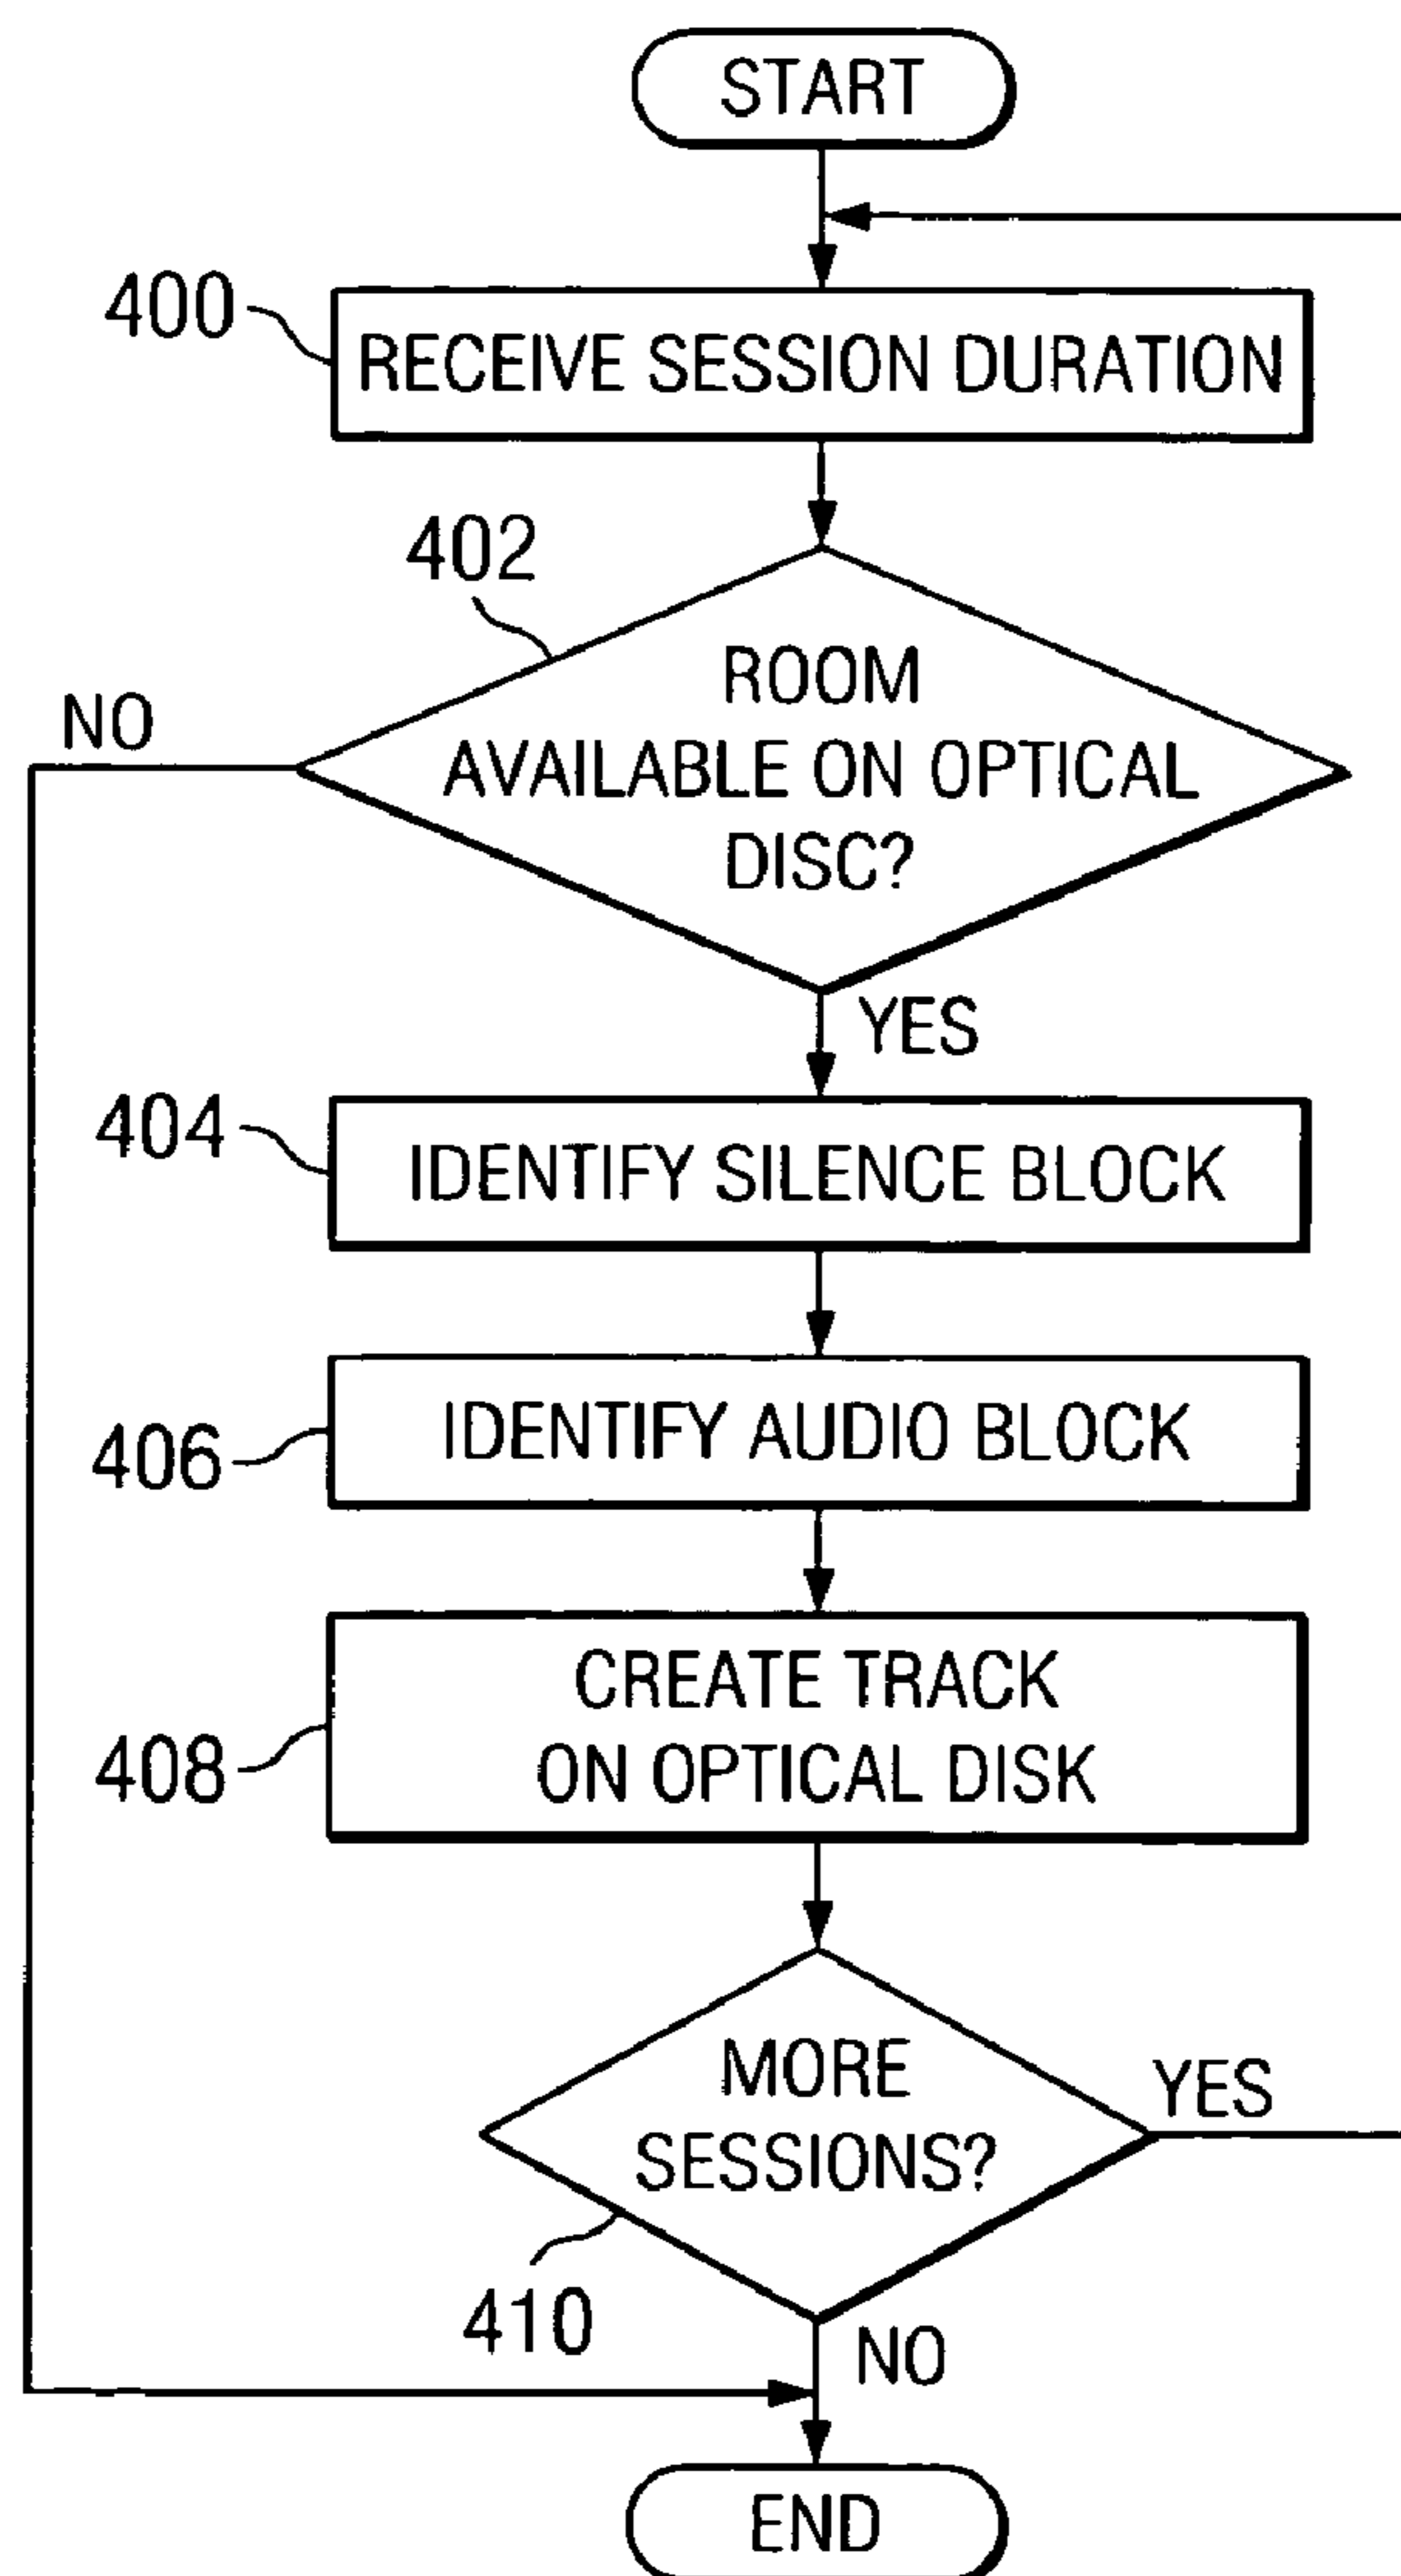 START
400
RECEIVE SESSION DURATION
402
ROOM
AVAILABLE ON OPTICAL
DISC?
NO
YES
404
IDENTIFY SILENCE BLOCK
406
IDENTIFY AUDIO BLOCK
408
CREATE TRACK
ON OPTICAL DISK
MORE
SESSIONS?
YES
410
NO
END